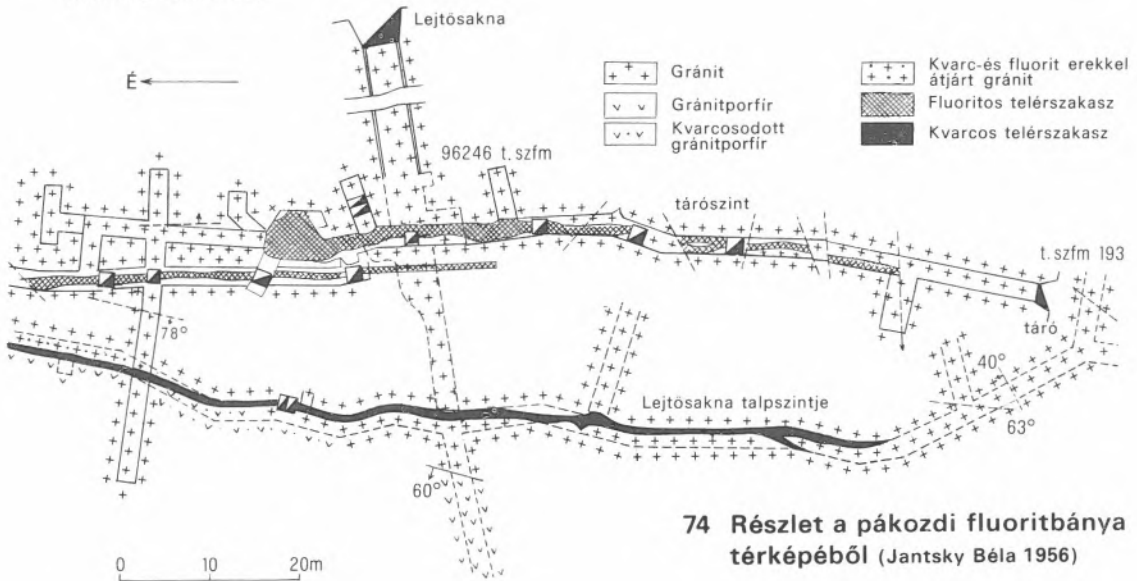 Lejtősakna
É
Gránit
Gránitporfír
Kvarcosodott
gránitporfír
Kvarc-és fluorit erekkel
átjárt gránit
Fluoritos telérszakasz
Kvarcos telérszakasz
96246 t. szfm
tárószint
t. szfm 193
táró
78°
40°
63°
Lejtősakna talpszintje
60°
0 10 20m
74 Részlet a pákozdi fluoritbánya
térképéből (Jantsky Béla 1956)